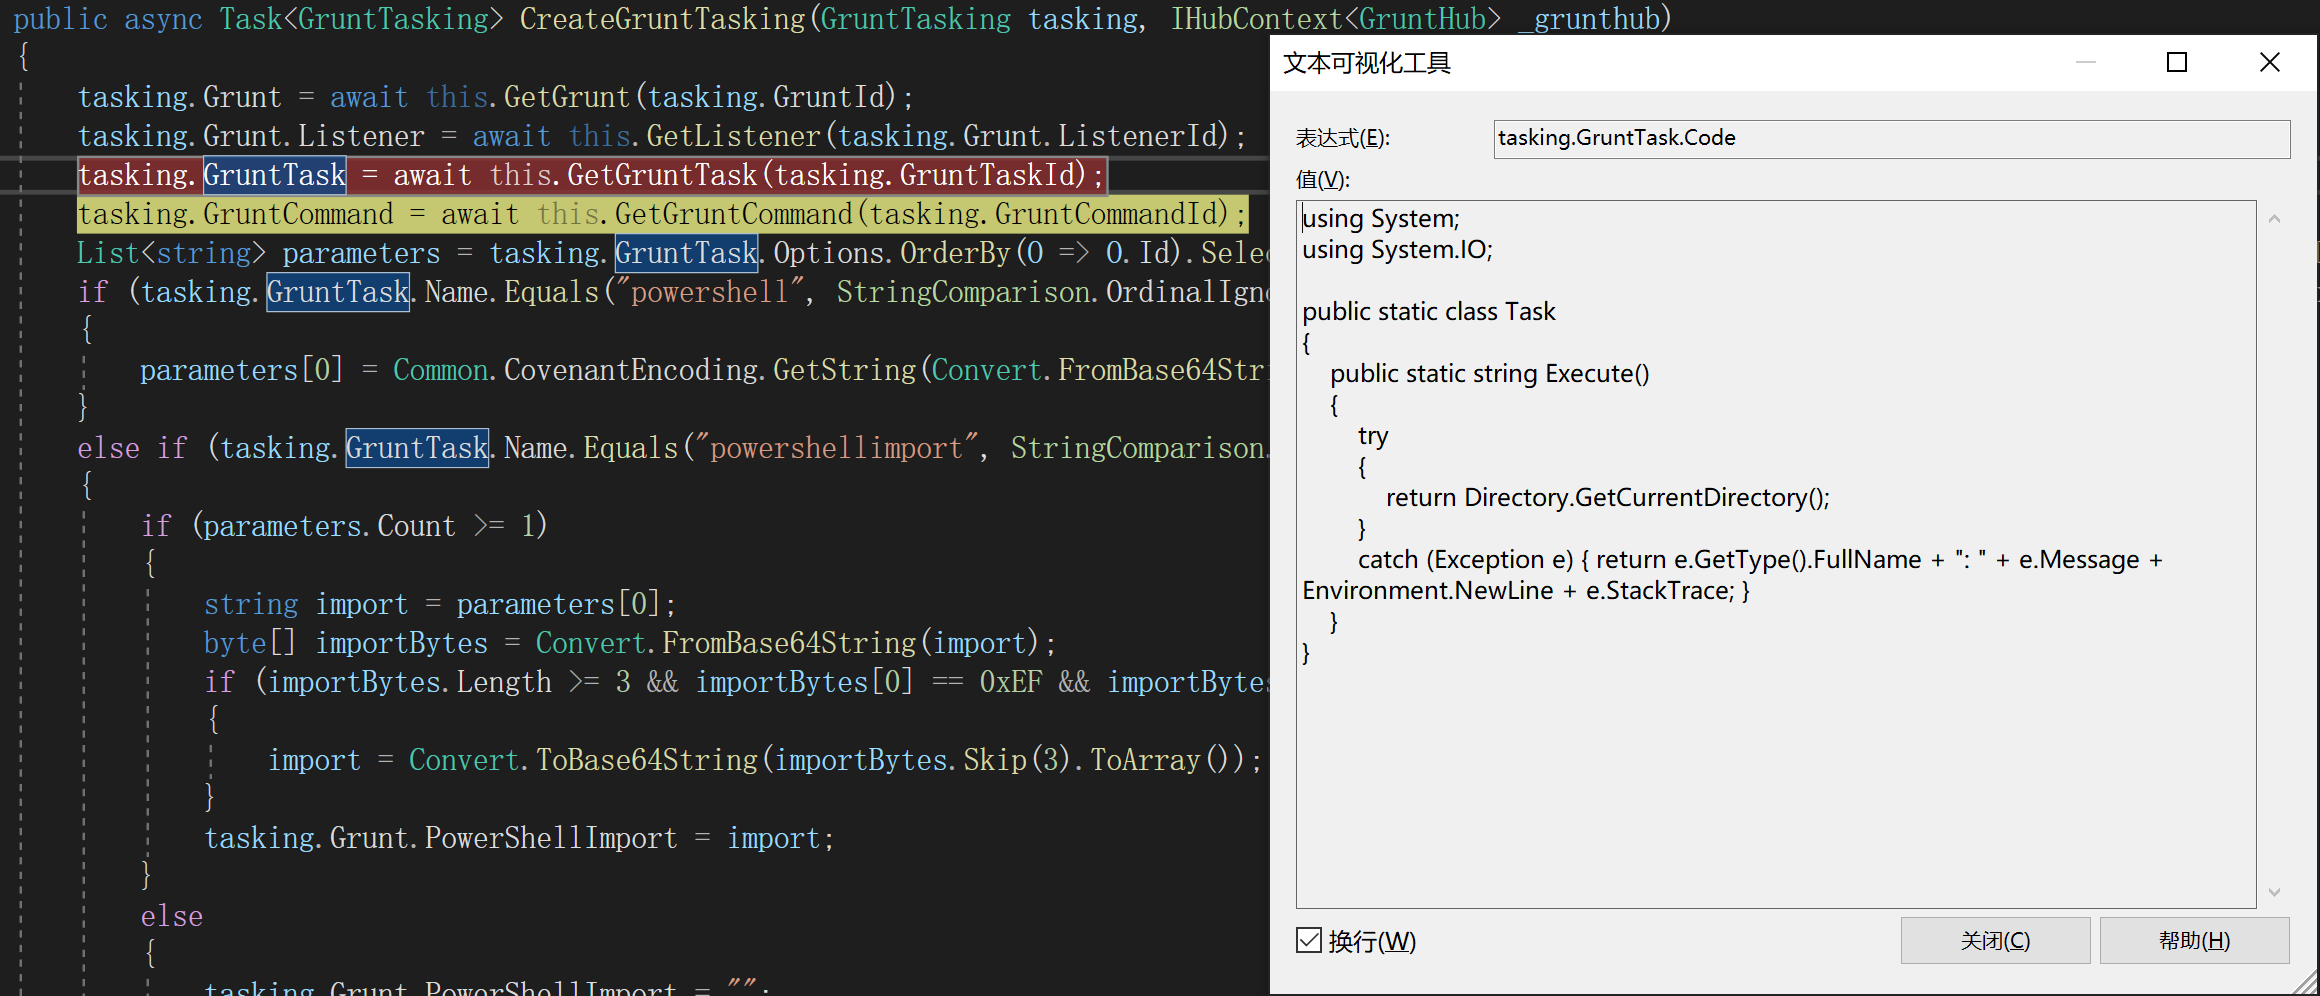 public async Task<GruntTasking> CreateGruntTasking(GruntTasking tasking, IHubContext<GruntHub> _grunthub)
{
tasking.Grunt = await this.GetGrunt(tasking.GruntId);
tasking.Grunt.Listener = await this.GetListener(tasking.Grunt.ListenerId);
tasking.GruntTask = await this.GetGruntTask(tasking.GruntTaskId);
tasking.GruntCommand = await this.GetGruntCommand(tasking.GruntCommandId);
List<string> parameters = tasking.GruntTask.Options.OrderBy(O => O.Id).Selec
if (tasking.GruntTask.Name.Equals("powershell", StringComparison.OrdinalIgno
{
parameters[0] = Common.CovenantEncoding.GetString(Convert.FromBase64Stri
}
else if (tasking.GruntTask.Name.Equals("powershellimport", StringComparison.
{
if (parameters.Count >= 1)
{
string import = parameters[0];
byte[] importBytes = Convert.FromBase64String(import);
if (importBytes.Length >= 3 && importBytes[0] == 0xEF && importBytes
{
import = Convert.ToBase64String(importBytes.Skip(3).ToArray());
}
tasking.Grunt.PowerShellImport = import;
}
else
{
tasking.Grunt.PowerShellImport = "";
文本可视化工具
表达式(E):
tasking.GruntTask.Code
值(V):
using System;
using System.IO;
public static class Task
{
public static string Execute()
{
try
{
return Directory.GetCurrentDirectory();
}
catch (Exception e) { return e.GetType().FullName + ": " + e.Message +
Environment.NewLine + e.StackTrace; }
}
}
换行(W)
关闭(C)
帮助(H)